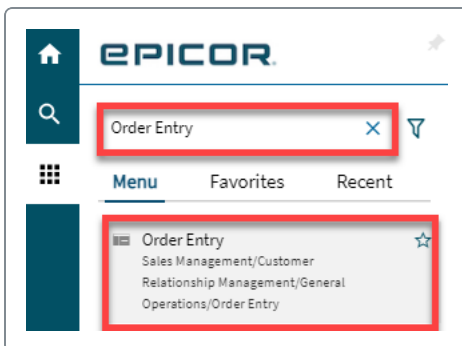 EPICOR
Order Entry
Menu Favorites Recent
Order Entry
Sales Management/Customer
Relationship Management/General
Operations/Order Entry